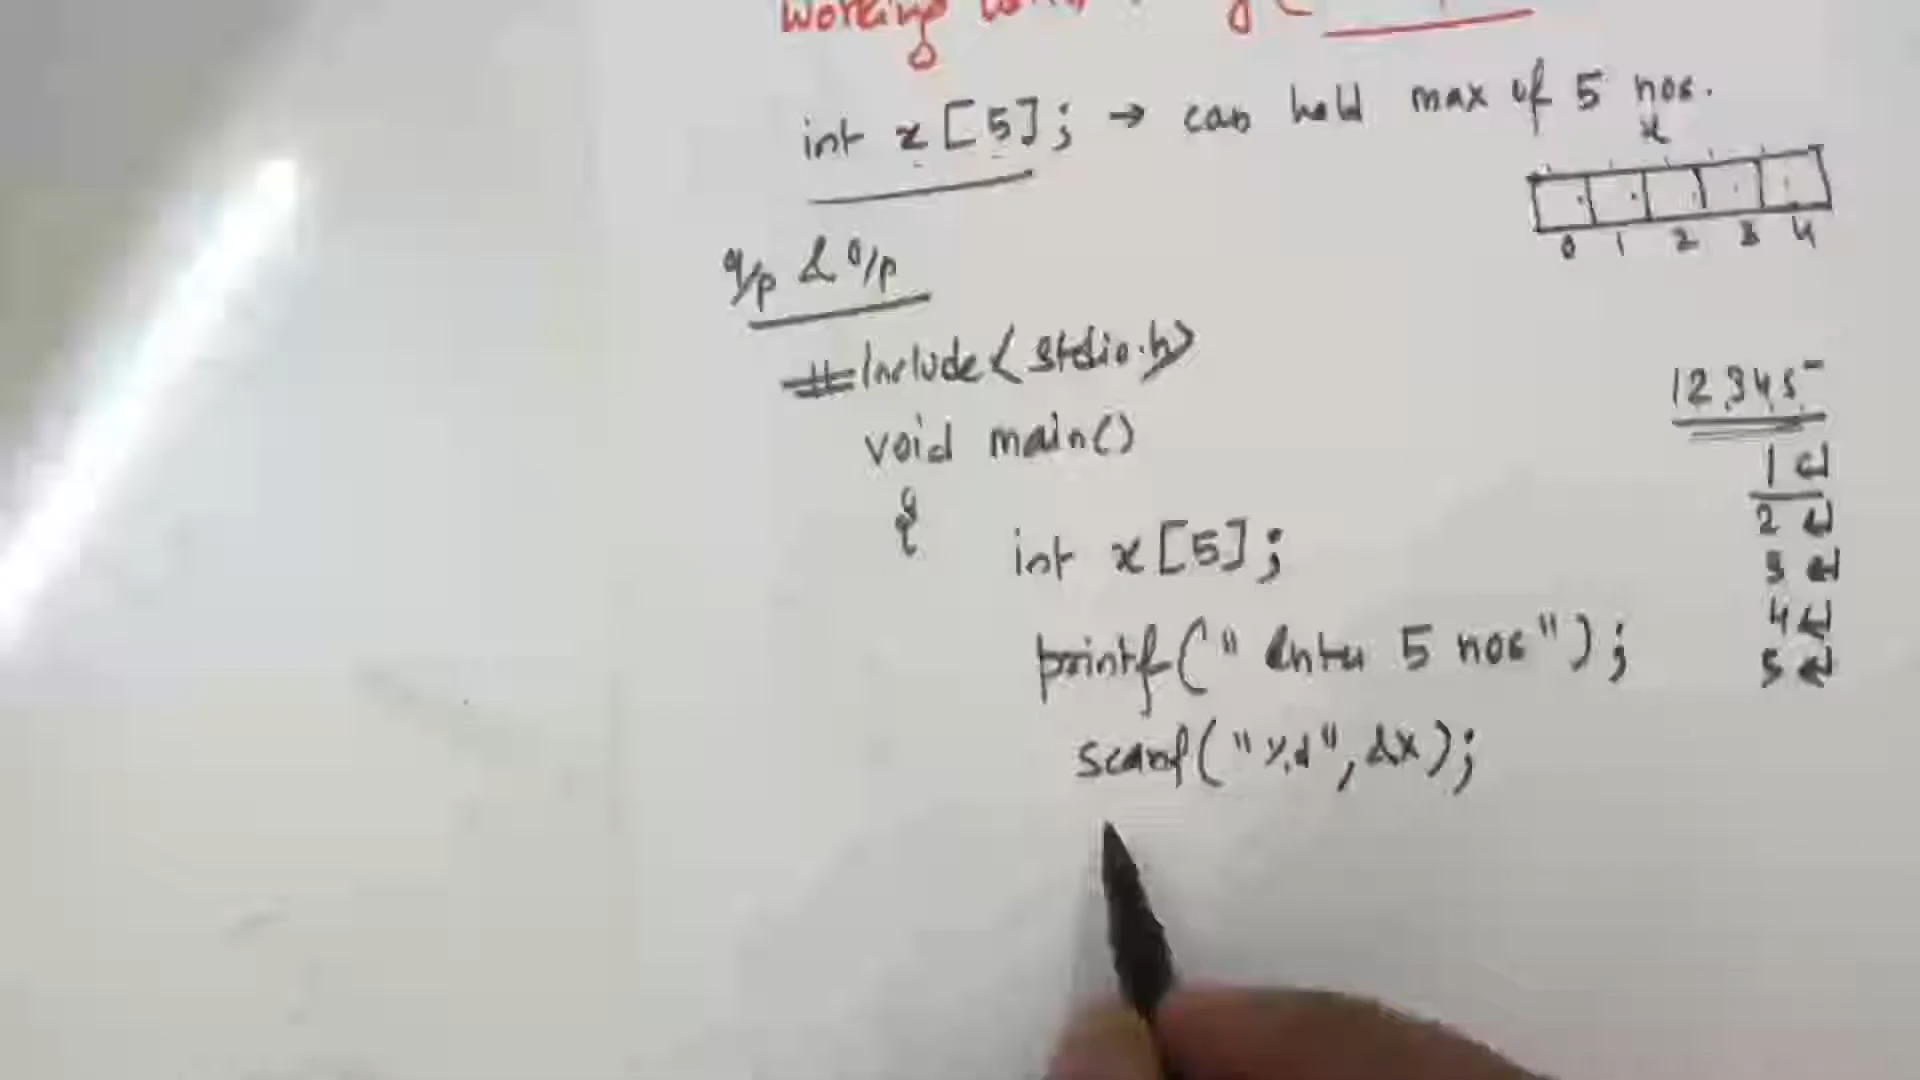 Working
int x[5]; → can hold max of 5 nos.
x
0 1 2 3 4
i/p & o/p
#Include<stdio.h>
void main()
{
int x[5];
printf("Enter 5 nos");
scanf("%d",&x);
12345
1 ↵
2 ↵
3 ↵
4 ↵
5 ↵